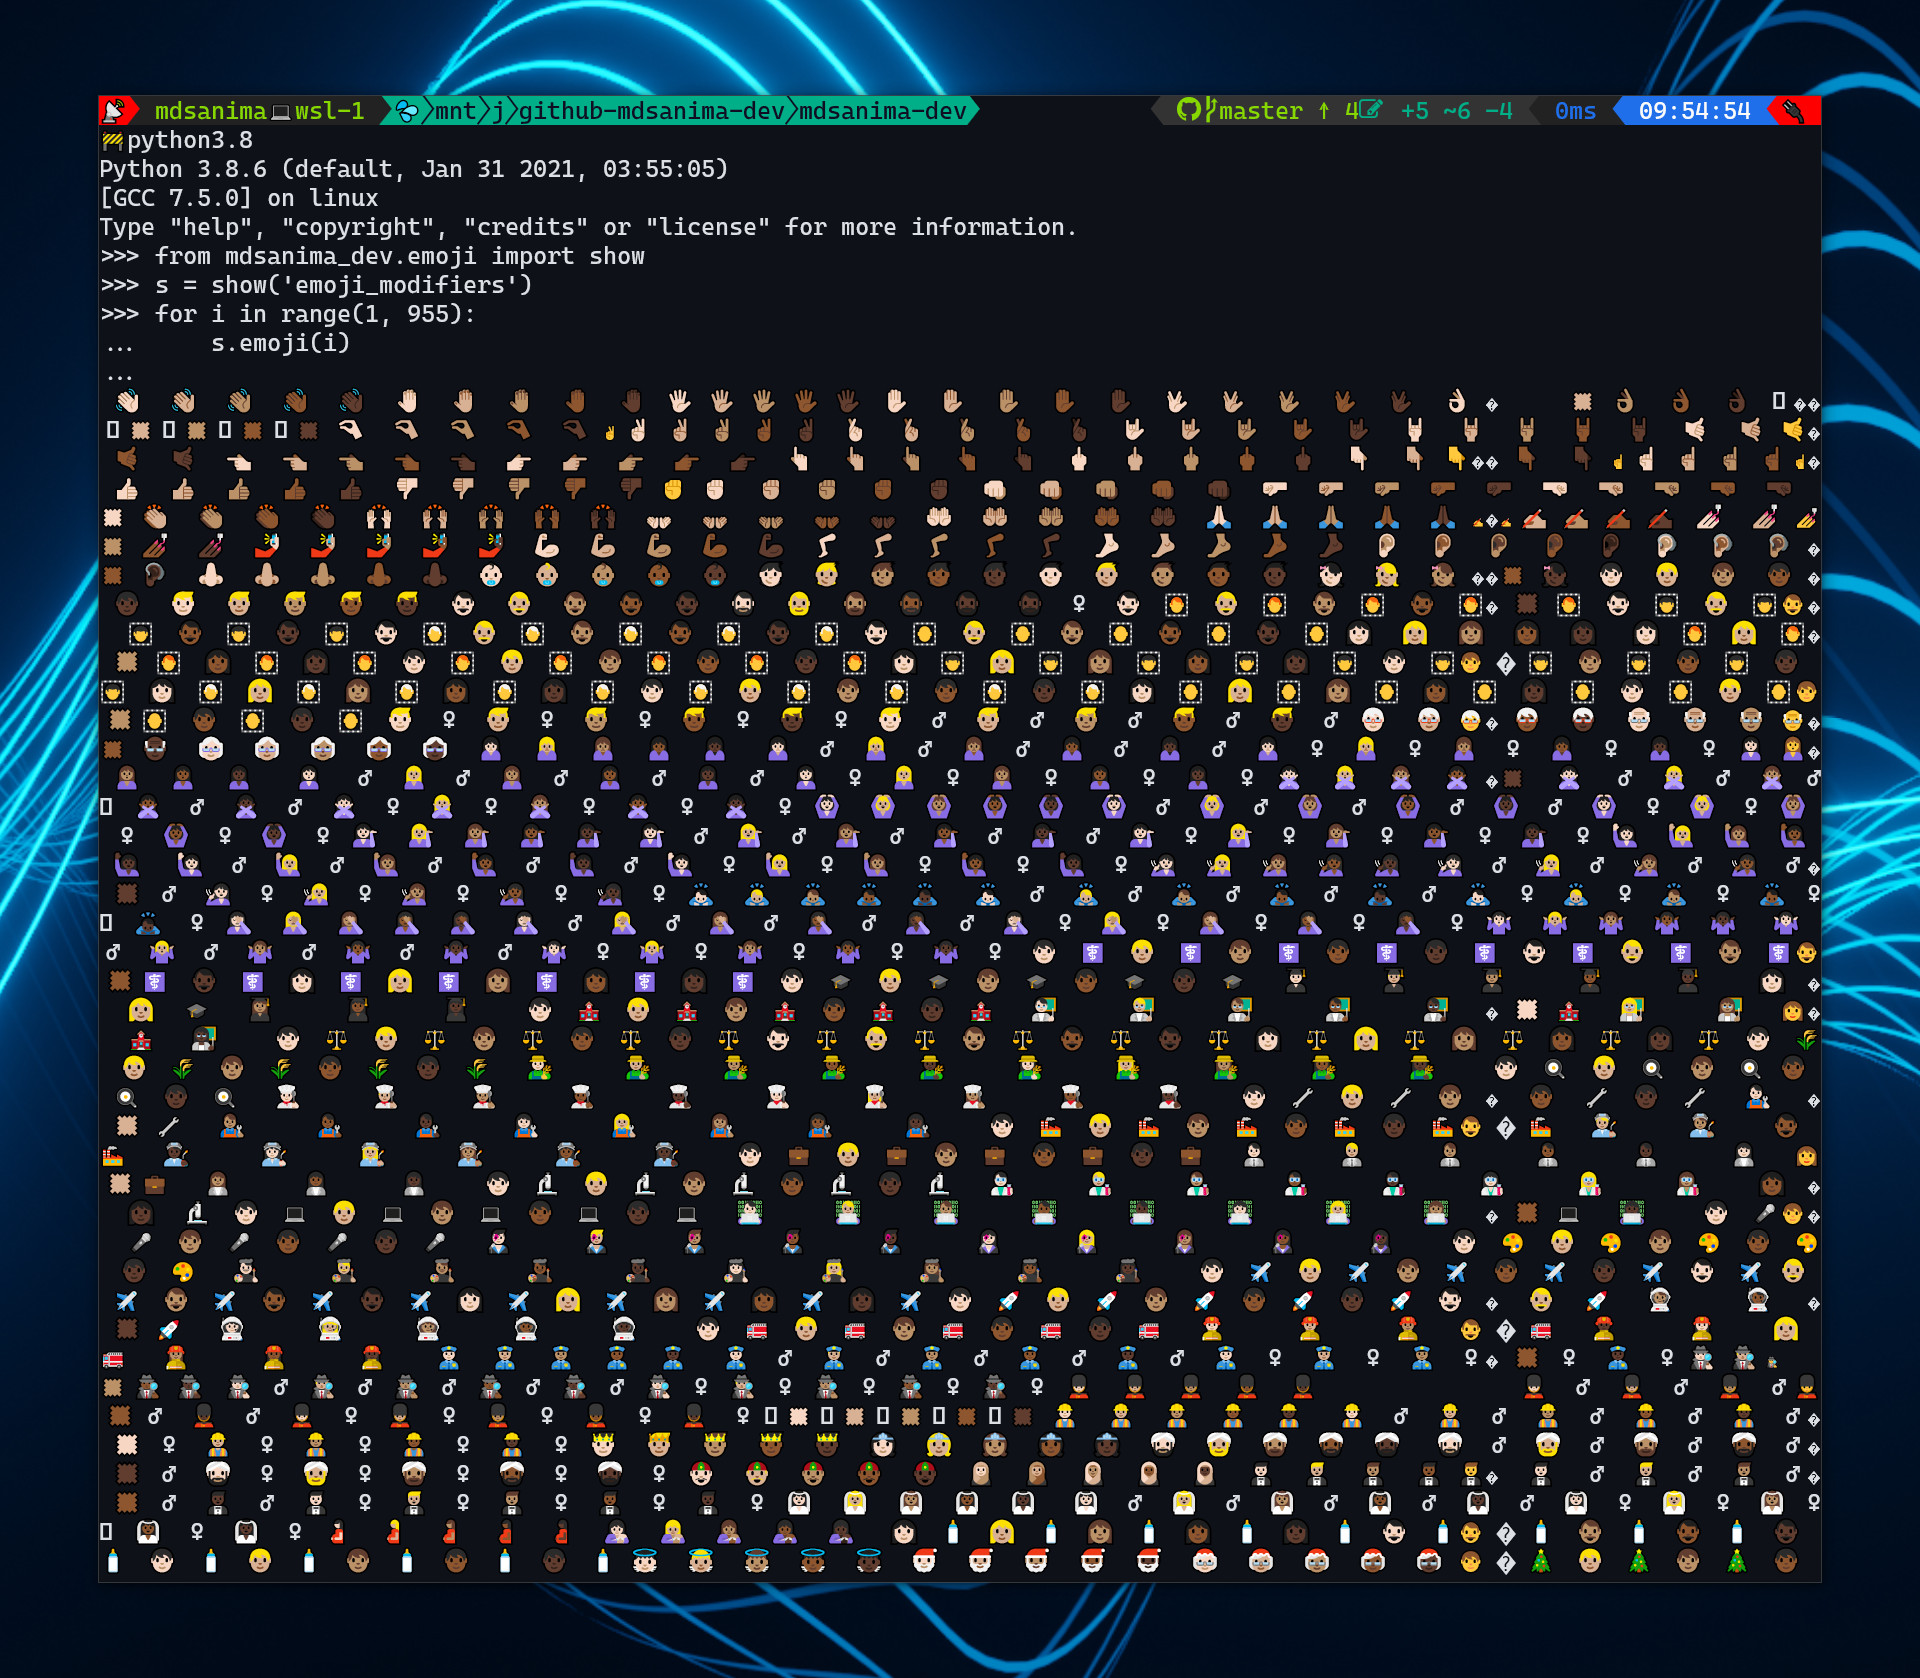 mdsanima💻wsl-1 mnt j github-mdsanima-dev mdsanima-dev master ↑ 4 +5 ~6 -4 0ms 09:54:54
🚧python3.8
Python 3.8.6 (default, Jan 31 2021, 03:55:05)
[GCC 7.5.0] on linux
Type "help", "copyright", "credits" or "license" for more information.
>>> from mdsanima_dev.emoji import show
>>> s = show('emoji_modifiers')
>>> for i in range(1, 955):
...     s.emoji(i)
...